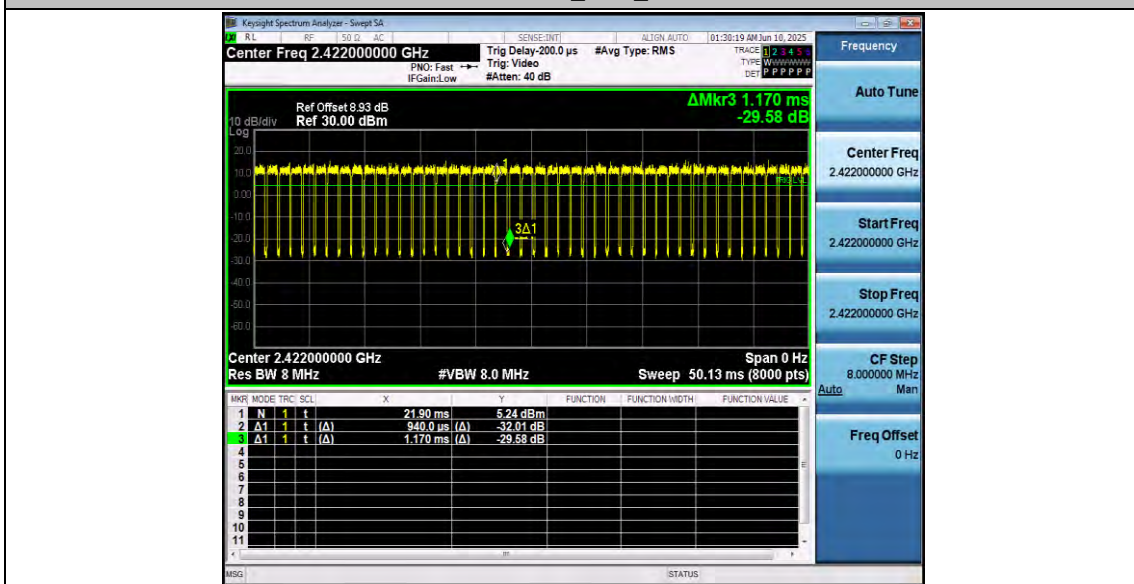 Keysight Spectrum Analyzer - Swept SA
RL RF 50 Ω AC SENSE:INT ALIGN AUTO 01:30:19 AM Jun 10, 2025
Center Freq 2.422000000 GHz Trig Delay-200.0 µs #Avg Type: RMS TRACE 1 2 3 4 5 6
PNO: Fast Trig: Video TYPE W
IFGain:Low #Atten: 40 dB DET P P P P P P
Frequency
Ref Offset 8.93 dB ΔMkr3 1.170 ms
10 dB/div Ref 30.00 dBm -29.58 dB
Log
20.0
10.0
0.00
-10.0
-20.0
-30.0
-40.0
-50.0
-60.0
1
TRIG LVL
3Δ1
Center 2.422000000 GHz Span 0 Hz
Res BW 8 MHz #VBW 8.0 MHz Sweep 50.13 ms (8000 pts)
MKR MODE TRC SCL X Y FUNCTION FUNCTION WIDTH FUNCTION VALUE
1 N 1 t 21.90 ms 5.24 dBm
2 Δ1 1 t (Δ) 940.0 µs (Δ) -32.01 dB
3 Δ1 1 t (Δ) 1.170 ms (Δ) -29.58 dB
4
5
6
7
8
9
10
11
MSG STATUS
Auto Tune
Center Freq
2.422000000 GHz
Start Freq
2.422000000 GHz
Stop Freq
2.422000000 GHz
CF Step
8.000000 MHz
Auto Man
Freq Offset
0 Hz